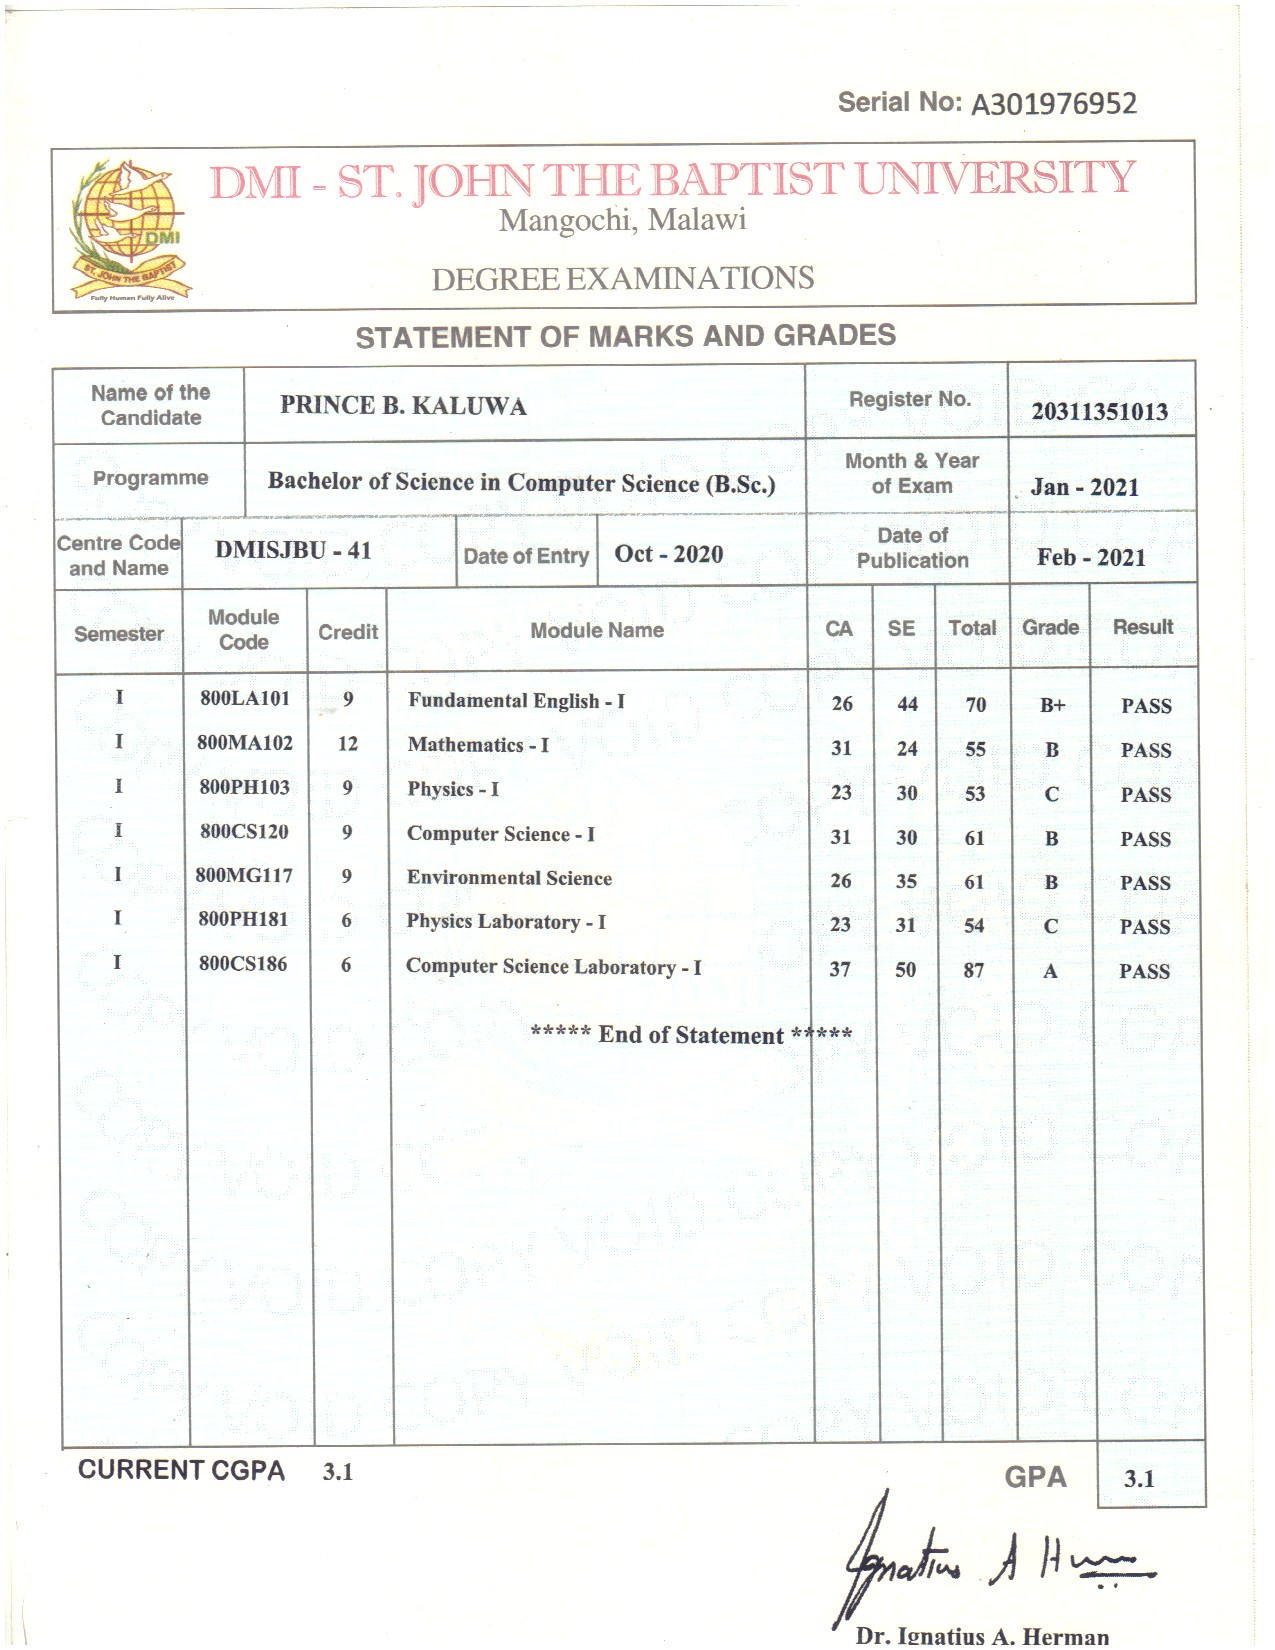 Serial No: A301976952
DMI - ST. JOHN THE BAPTIST UNIVERSITY
Mangochi, Malawi
DEGREE EXAMINATIONS
DMI
ST. JOHN THE BAPTIST
Fully Human Fully Alive
STATEMENT OF MARKS AND GRADES
Name of the Candidate PRINCE B. KALUWA Register No. 20311351013
Programme Bachelor of Science in Computer Science (B.Sc.) Month & Year of Exam Jan - 2021
Centre Code and Name DMISJBU - 41 Date of Entry Oct - 2020 Date of Publication Feb - 2021
Semester Module Code Credit Module Name CA SE Total Grade Result
I 800LA101 9 Fundamental English - I 26 44 70 B+ PASS
I 800MA102 12 Mathematics - I 31 24 55 B PASS
I 800PH103 9 Physics - I 23 30 53 C PASS
I 800CS120 9 Computer Science - I 31 30 61 B PASS
I 800MG117 9 Environmental Science 26 35 61 B PASS
I 800PH181 6 Physics Laboratory - I 23 31 54 C PASS
I 800CS186 6 Computer Science Laboratory - I 37 50 87 A PASS
***** End of Statement *****
CURRENT CGPA 3.1 GPA 3.1
Ignatius A H
Dr. Ignatius A. Herman